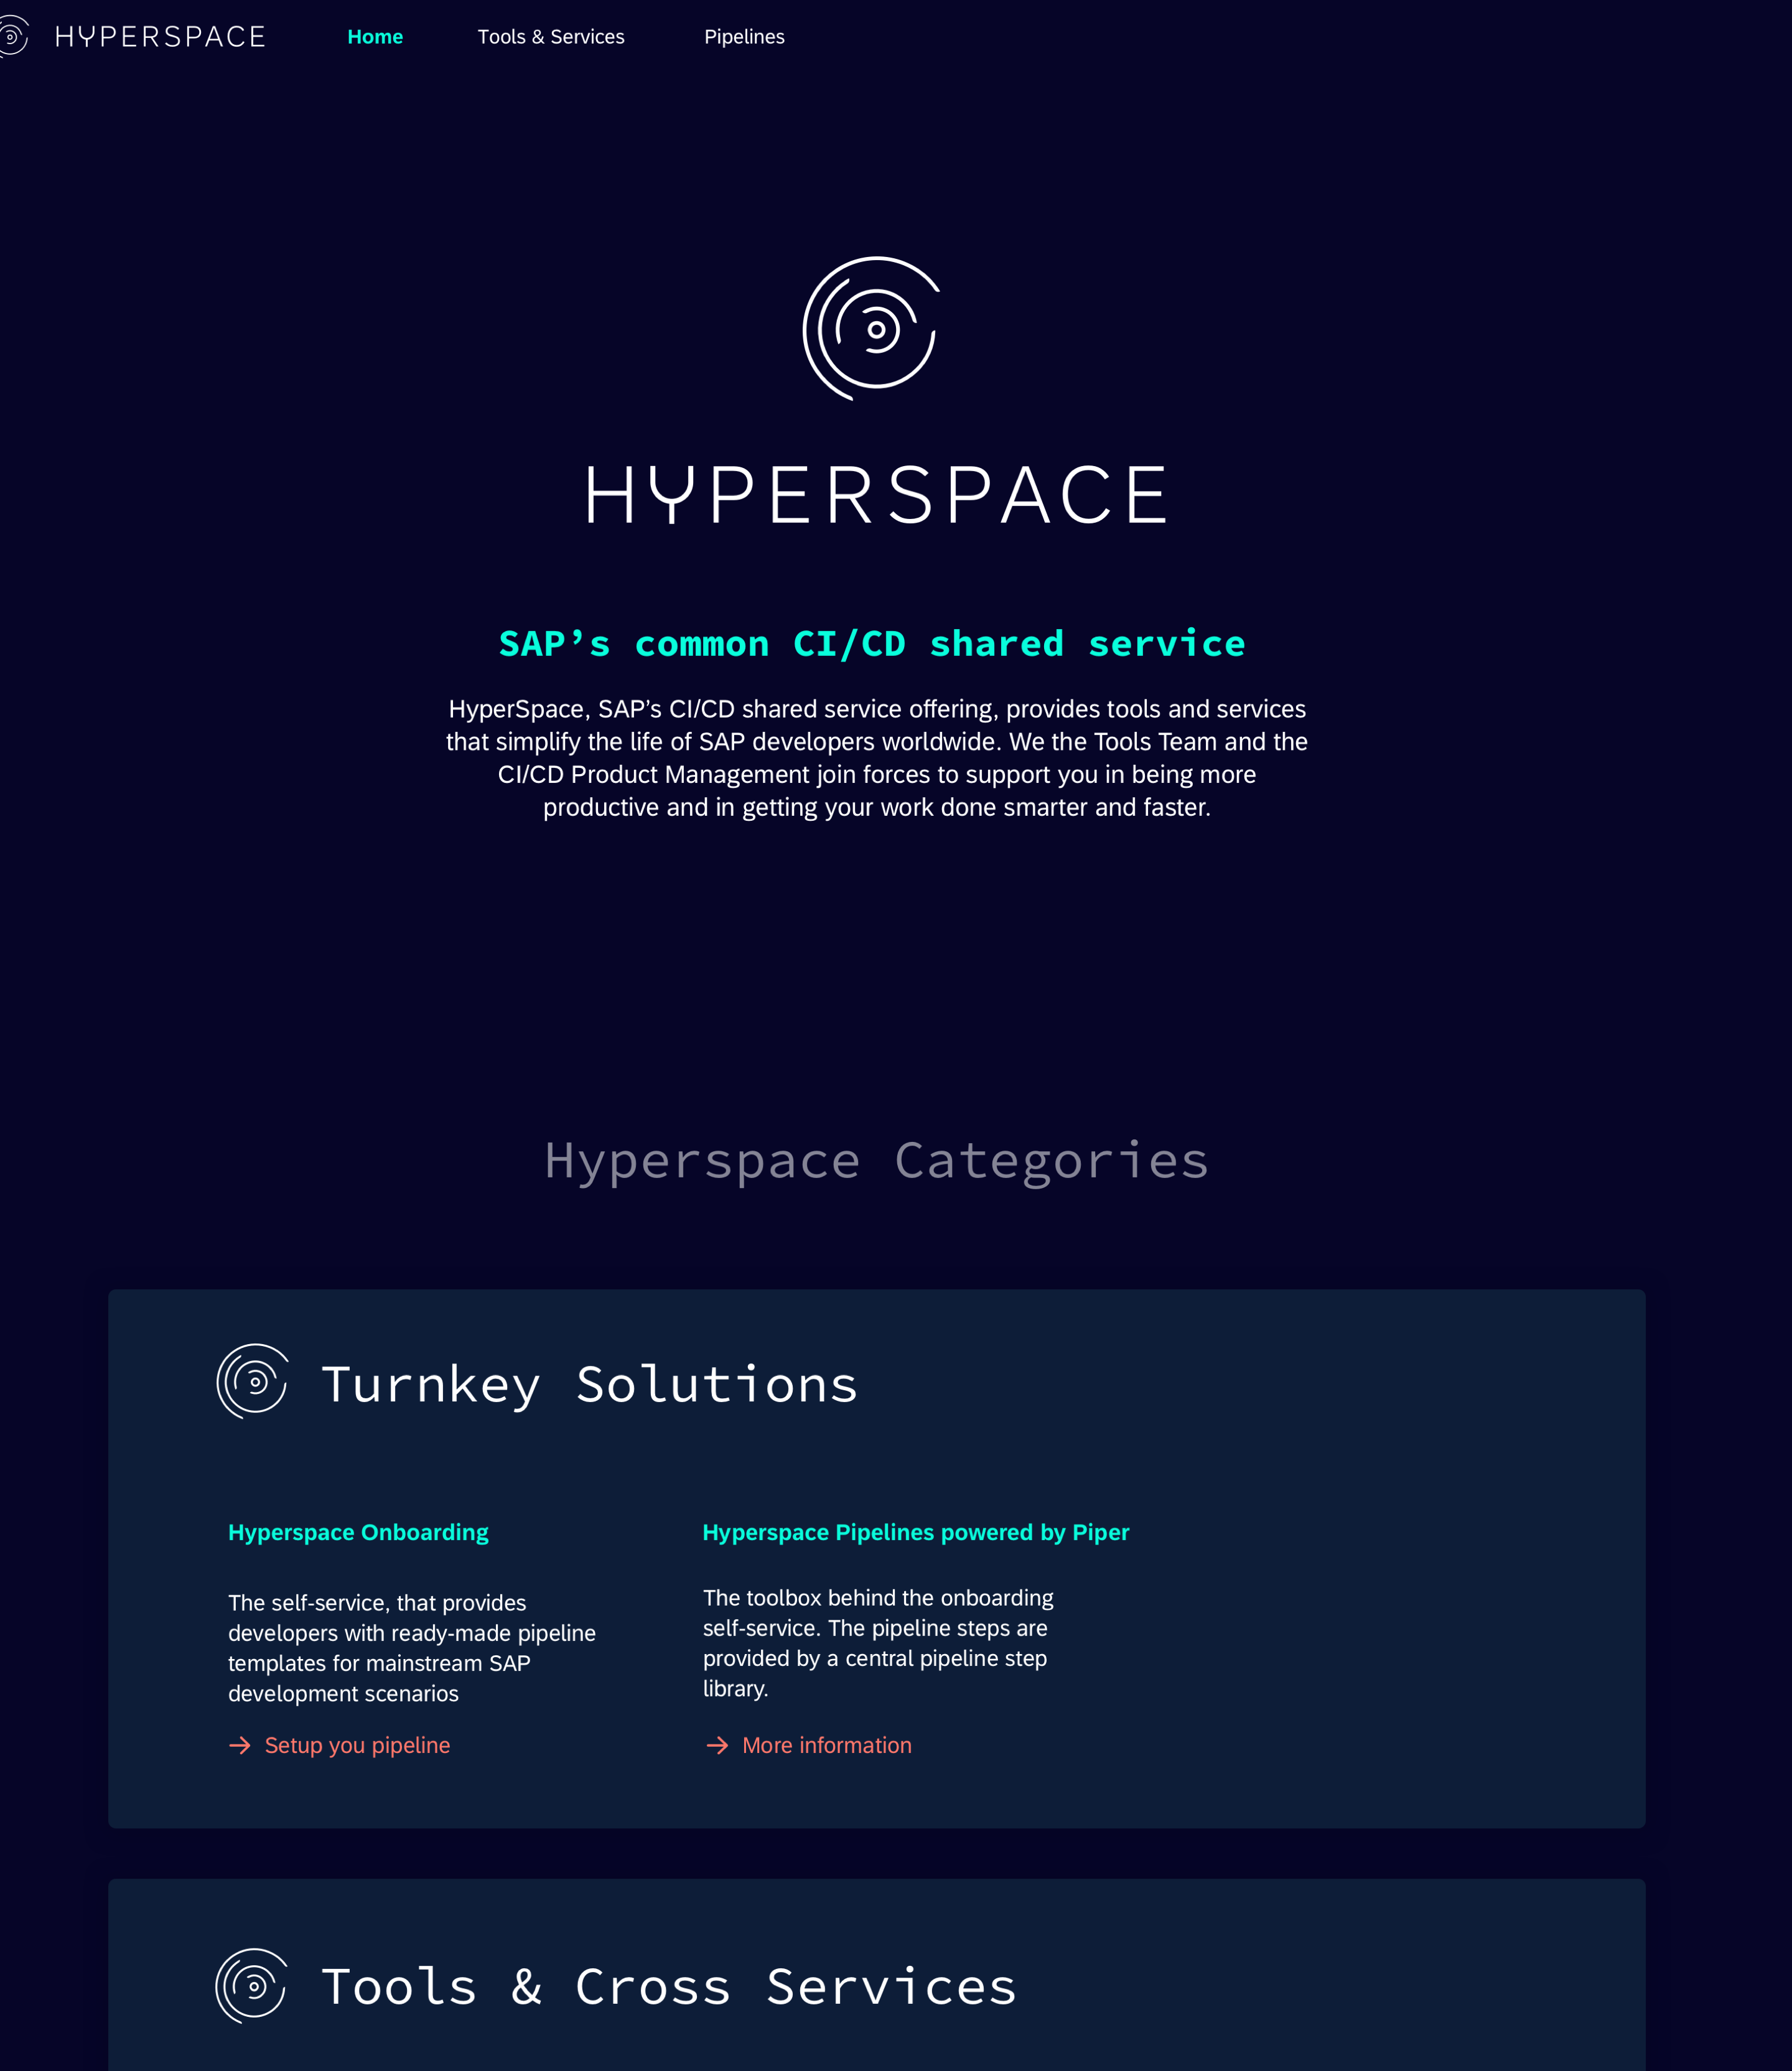 HYPERSPACE Home Tools & Services Pipelines
HYPERSPACE
SAP’s common CI/CD shared service
HyperSpace, SAP’s CI/CD shared service offering, provides tools and services
that simplify the life of SAP developers worldwide. We the Tools Team and the
CI/CD Product Management join forces to support you in being more
productive and in getting your work done smarter and faster.
Hyperspace Categories
Turnkey Solutions
Hyperspace Onboarding
The self-service, that provides
developers with ready-made pipeline
templates for mainstream SAP
development scenarios
Setup you pipeline
Hyperspace Pipelines powered by Piper
The toolbox behind the onboarding
self-service. The pipeline steps are
provided by a central pipeline step
library.
More information
Tools & Cross Services